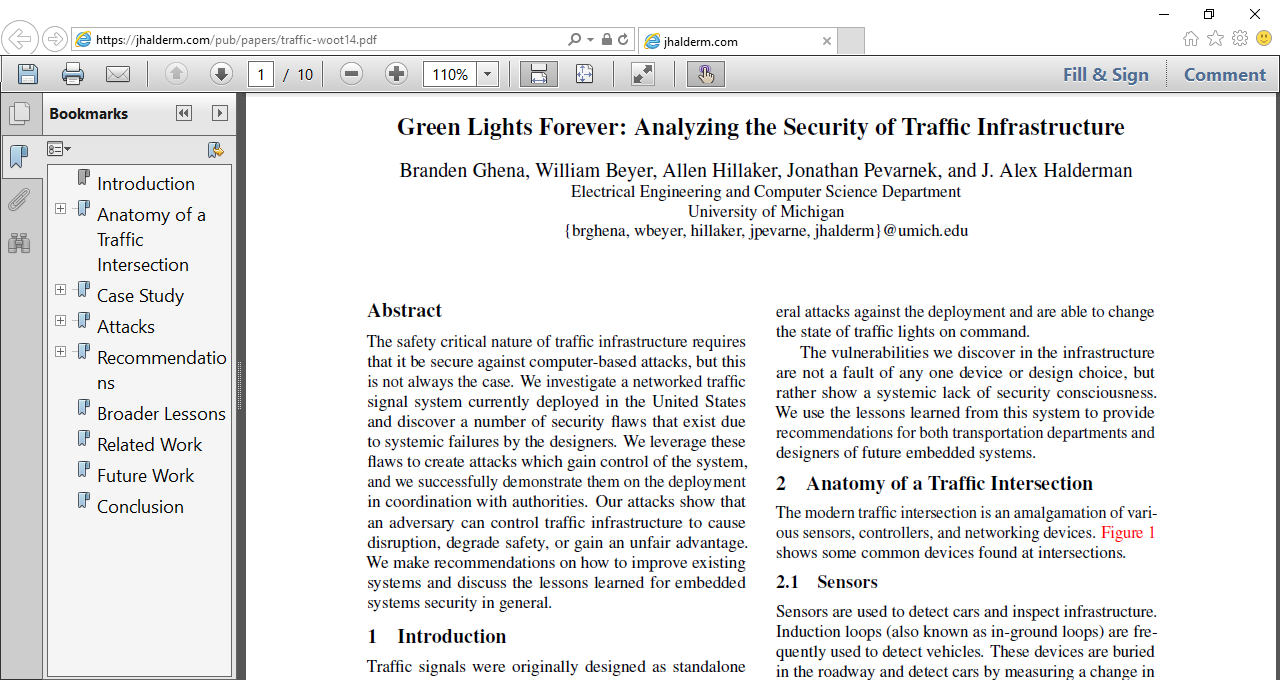 https://jhalderm.com/pub/papers/traffic-woot14.pdf
jhalderm.com
1 / 10
110%
Fill & Sign
Comment
Bookmarks
Introduction
Anatomy of a
Traffic
Intersection
Case Study
Attacks
Recommendatio
ns
Broader Lessons
Related Work
Future Work
Conclusion
Green Lights Forever: Analyzing the Security of Traffic Infrastructure
Branden Ghena, William Beyer, Allen Hillaker, Jonathan Pevarnek, and J. Alex Halderman
Electrical Engineering and Computer Science Department
University of Michigan
{brghena, wbeyer, hillaker, jpevarne, jhalderm}@umich.edu
Abstract
The safety critical nature of traffic infrastructure requires
that it be secure against computer-based attacks, but this
is not always the case. We investigate a networked traffic
signal system currently deployed in the United States
and discover a number of security flaws that exist due
to systemic failures by the designers. We leverage these
flaws to create attacks which gain control of the system,
and we successfully demonstrate them on the deployment
in coordination with authorities. Our attacks show that
an adversary can control traffic infrastructure to cause
disruption, degrade safety, or gain an unfair advantage.
We make recommendations on how to improve existing
systems and discuss the lessons learned for embedded
systems security in general.
1 Introduction
Traffic signals were originally designed as standalone
eral attacks against the deployment and are able to change
the state of traffic lights on command.
The vulnerabilities we discover in the infrastructure
are not a fault of any one device or design choice, but
rather show a systemic lack of security consciousness.
We use the lessons learned from this system to provide
recommendations for both transportation departments and
designers of future embedded systems.
2 Anatomy of a Traffic Intersection
The modern traffic intersection is an amalgamation of vari-
ous sensors, controllers, and networking devices. Figure 1
shows some common devices found at intersections.
2.1 Sensors
Sensors are used to detect cars and inspect infrastructure.
Induction loops (also known as in-ground loops) are fre-
quently used to detect vehicles. These devices are buried
in the roadway and detect cars by measuring a change in